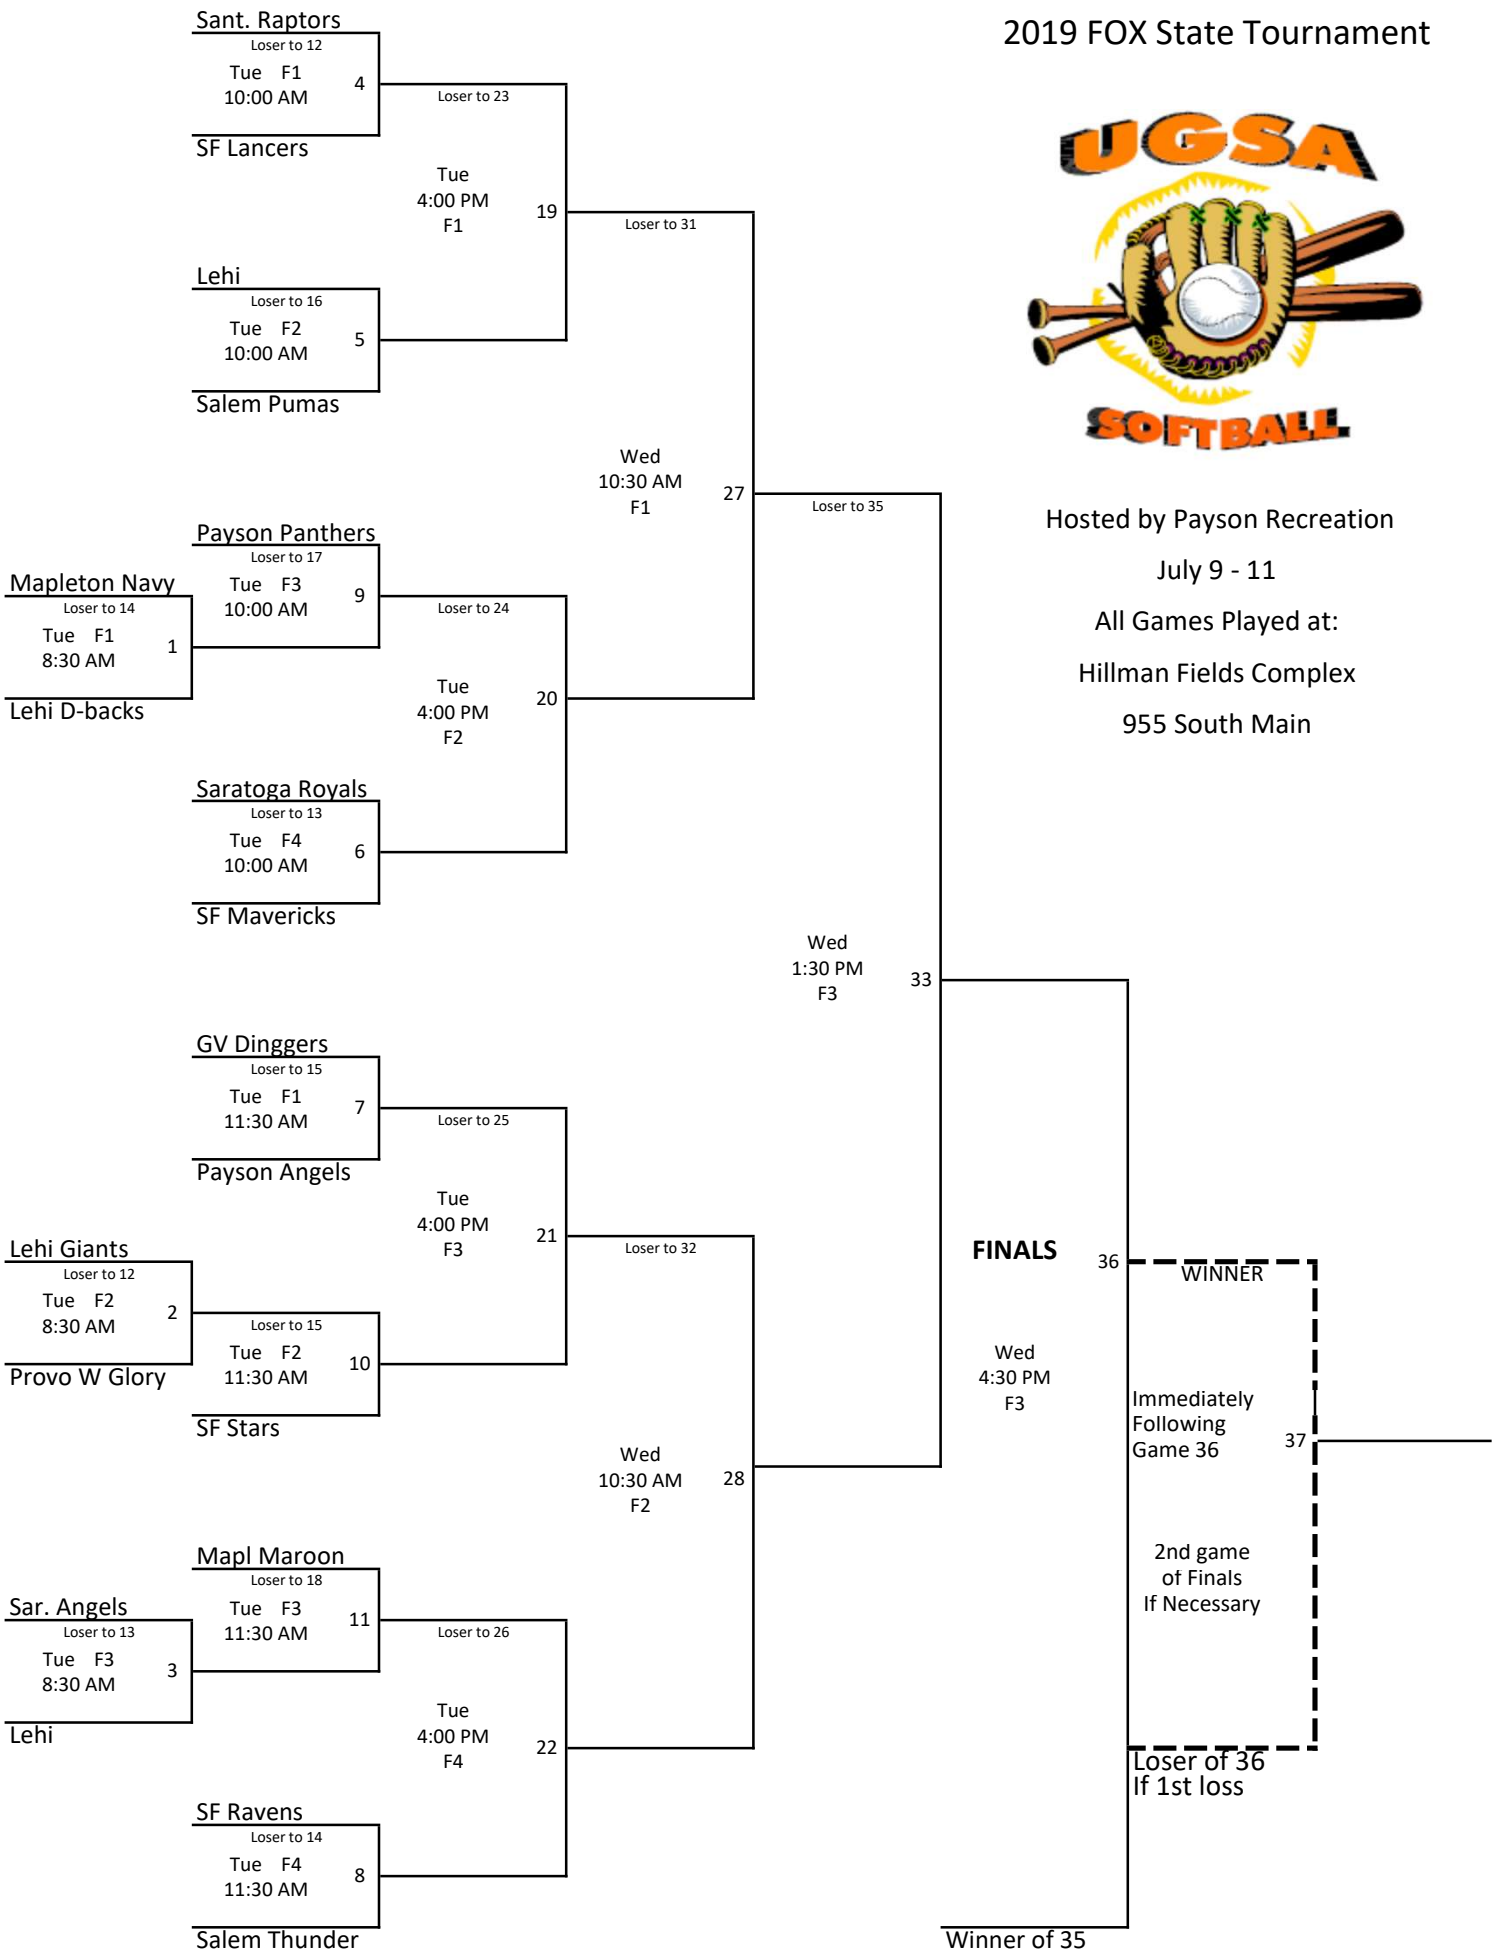 2019 FOX State Tournament
UGSA
SOFTBALL
Hosted by Payson Recreation
July 9 - 11
All Games Played at:
Hillman Fields Complex
955 South Main
Sant. Raptors
Loser to 12
Tue F1
10:00 AM
4
SF Lancers
Loser to 23
Tue
4:00 PM
F1
19
Loser to 31
Lehi
Loser to 16
Tue F2
10:00 AM
5
Salem Pumas
Wed
10:30 AM
F1
27
Loser to 35
Payson Panthers
Loser to 17
Tue F3
10:00 AM
9
Mapleton Navy
Loser to 14
Tue F1
8:30 AM
1
Lehi D-backs
Loser to 24
Tue
4:00 PM
F2
20
Saratoga Royals
Loser to 13
Tue F4
10:00 AM
6
SF Mavericks
Wed
1:30 PM
F3
33
GV Dinggers
Loser to 15
Tue F1
11:30 AM
7
Payson Angels
Loser to 25
Tue
4:00 PM
F3
21
Loser to 32
Lehi Giants
Loser to 12
Tue F2
8:30 AM
2
Provo W Glory
Loser to 15
Tue F2
11:30 AM
10
SF Stars
Wed
10:30 AM
F2
28
Mapl Maroon
Loser to 18
Tue F3
11:30 AM
11
Sar. Angels
Loser to 13
Tue F3
8:30 AM
3
Lehi
Loser to 26
Tue
4:00 PM
F4
22
SF Ravens
Loser to 14
Tue F4
11:30 AM
8
Salem Thunder
FINALS
36
WINNER
Wed
4:30 PM
F3
Immediately
Following
Game 36
37
2nd game
of Finals
If Necessary
Loser of 36
If 1st loss
Winner of 35